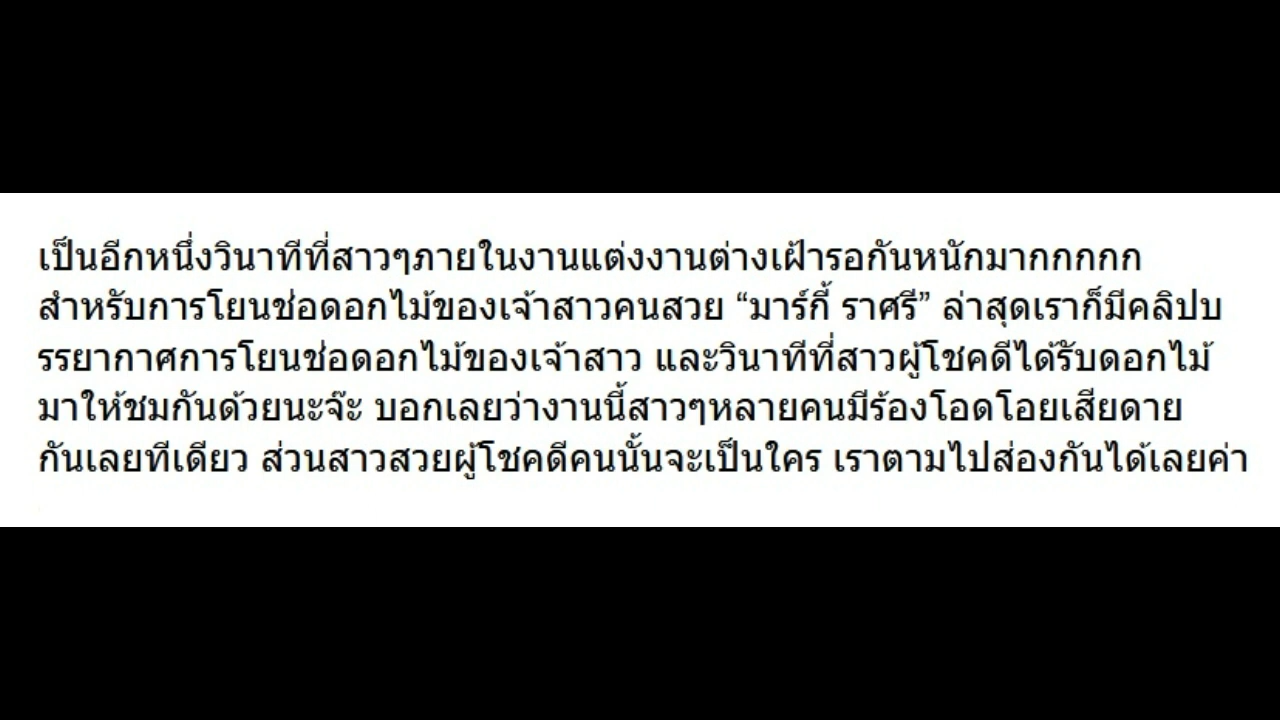 เป็นอีกหนึ่งวินาทีที่สาวๆภายในงานแต่งงานต่างเฝ้ารอกันหนักมากกกกก
สำหรับการโยนช่อดอกไม้ของเจ้าสาวคนสวย “มาร์กี้ ราศรี” ล่าสุดเราก็มีคลิปบ
รรยากาศการโยนช่อดอกไม้ของเจ้าสาว และวินาทีที่สาวผู้โชคดีได้รับดอกไม้
มาให้ชมกันด้วยนะจ๊ะ บอกเลยว่างานนี้สาวๆหลายคนมีร้องโอดโอยเสียดาย
กันเลยทีเดียว ส่วนสาวสวยผู้โชคดีคนนั้นจะเป็นใคร เราตามไปส่องกันได้เลยค่า